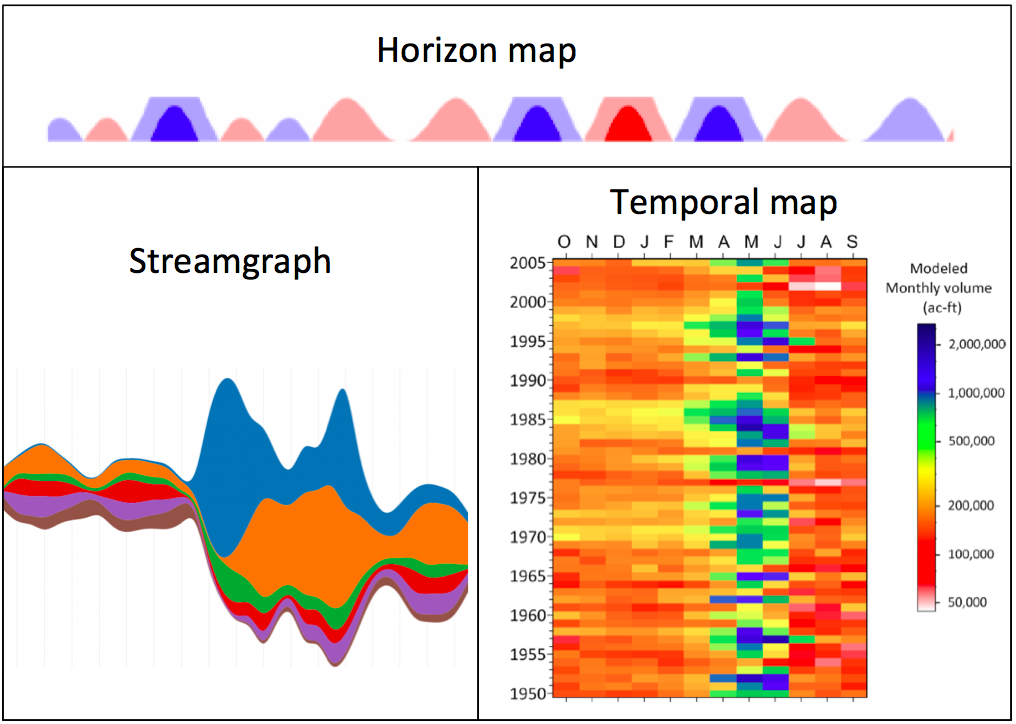 Horizon map
Streamgraph
Temporal map
O N D J F M A M J J A S
2005
2000
1995
1990
1985
1980
1975
1970
1965
1960
1955
1950
Modeled
Monthly volume
(ac-ft)
2,000,000
1,000,000
500,000
200,000
100,000
50,000